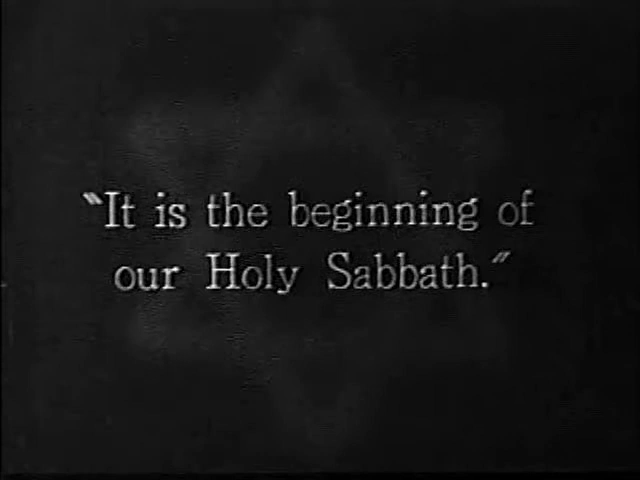 “It is the beginning of
our Holy Sabbath.”